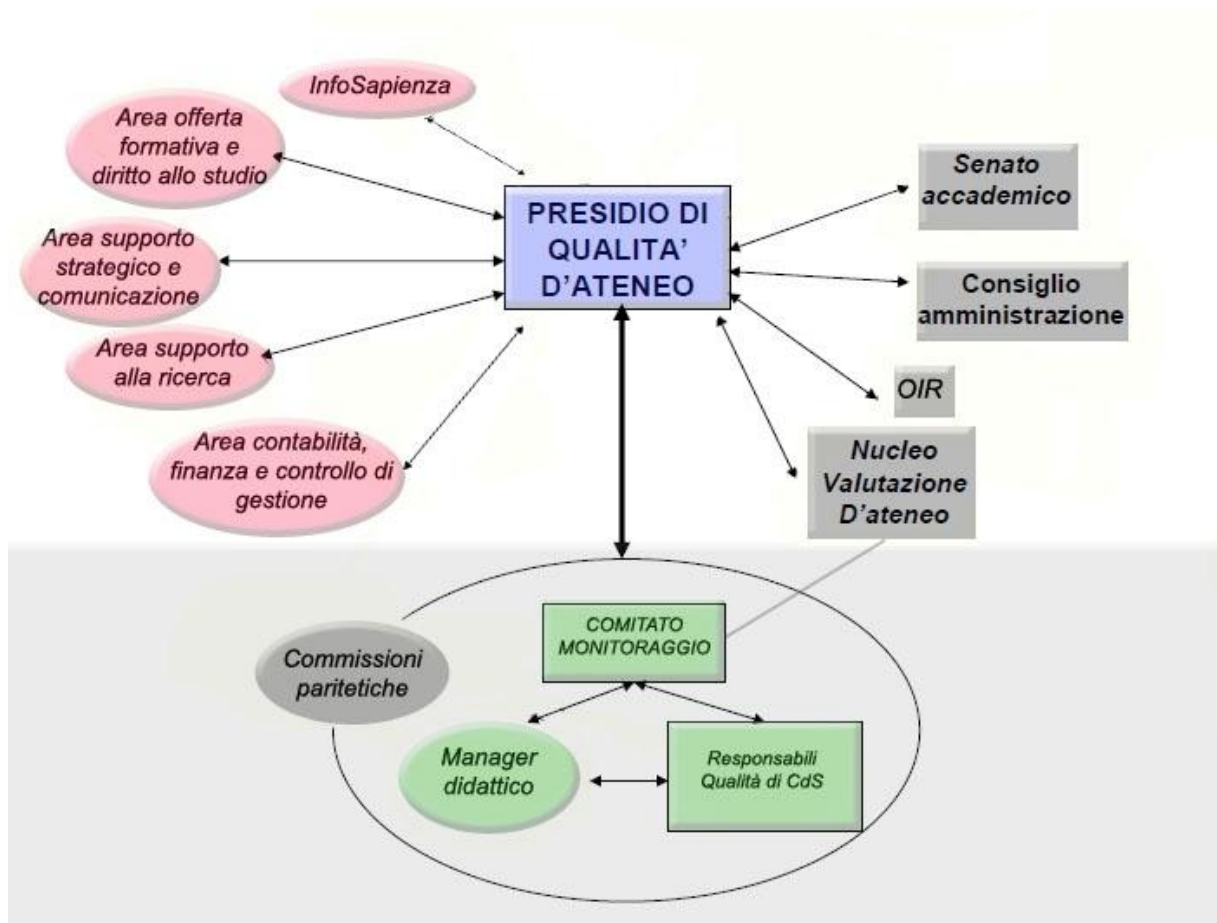 InfoSapienza
Area offerta
formativa e
diritto allo studio
Area supporto
strategico e
comunicazione
Area supporto
alla ricerca
Area contabilità,
finanza e controllo di
gestione
PRESIDIO DI
QUALITA'
D'ATENEO
Senato
accademico
Consiglio
amministrazione
OIR
Nucleo
Valutazione
D'ateneo
COMITATO
MONITORAGGIO
Commissioni
paritetiche
Manager
didattico
Responsabili
Qualità di CdS